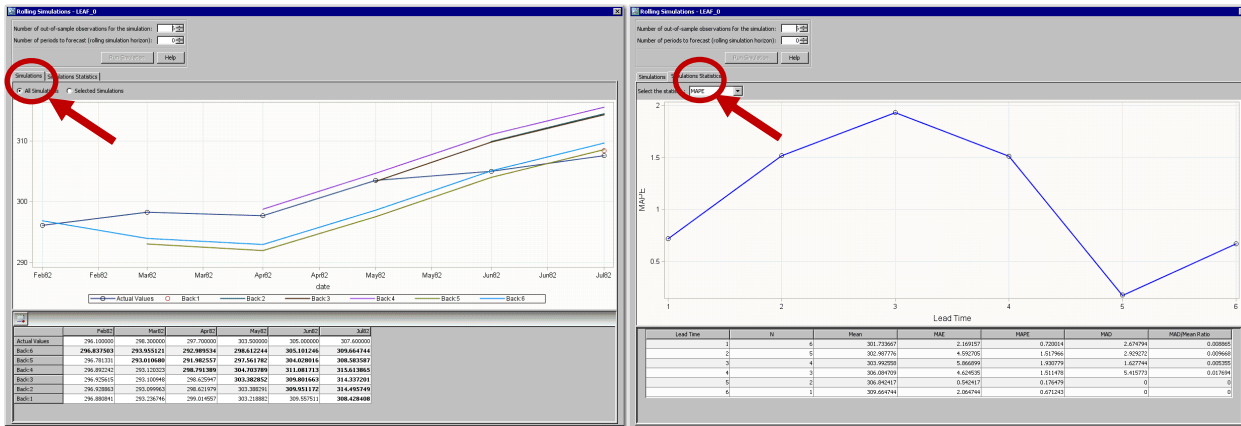 Rolling Simulations - LEAF_0
Number of out-of-sample observations for the simulation:
Number of periods to forecast (rolling simulation horizon): 0
Run Simulation Help
Simulations Simulations Statistics
All Simulations Selected Simulations
310
300
290
Feb82 Feb82 Mar82 Mar82 Apr82 Apr82 May82 May82 Jun82 Jun82 Jul82
date
Actual Values Back:1 Back:2 Back:3 Back:4 Back:5 Back:6
Feb82 Mar82 Apr82 May82 Jun82 Jul82
Actual Values 296.100000 298.300000 297.700000 303.500000 305.000000 307.600000
Back:6 296.837503 293.955121 292.989534 298.612244 305.101246 309.664744
Back:5 296.781331 293.010680 291.982557 297.561782 304.028016 308.583587
Back:4 296.892242 293.120323 298.791389 304.703789 311.081713 315.613865
Back:3 296.925615 293.100948 298.625947 303.382852 309.801663 314.337201
Back:2 296.928863 293.099963 298.621979 303.388291 309.951172 314.495749
Back:1 296.880841 293.236746 299.014557 303.218882 309.557511 308.428408
Rolling Simulations - LEAF_0
Number of out-of-sample observations for the simulation:
Number of periods to forecast (rolling simulation horizon): 0
Run Simulation Help
Simulations Simulations Statistics
Select the MAPE
2
1.5
1
0.5
MAPE
1 2 3 4 5 6
Lead Time
Lead Time N Mean MAE MAPE MAD MAD/Mean Ratio
1 6 301.733667 2.169157 0.720014 2.674794 0.008865
2 5 302.987776 4.592705 1.517966 2.929272 0.009668
3 4 303.992558 5.866899 1.930779 1.627744 0.005355
4 3 306.084709 4.624535 1.511478 5.415773 0.017694
5 2 306.842417 0.542417 0.176479 0 0
6 1 309.664744 2.064744 0.671243 0 0